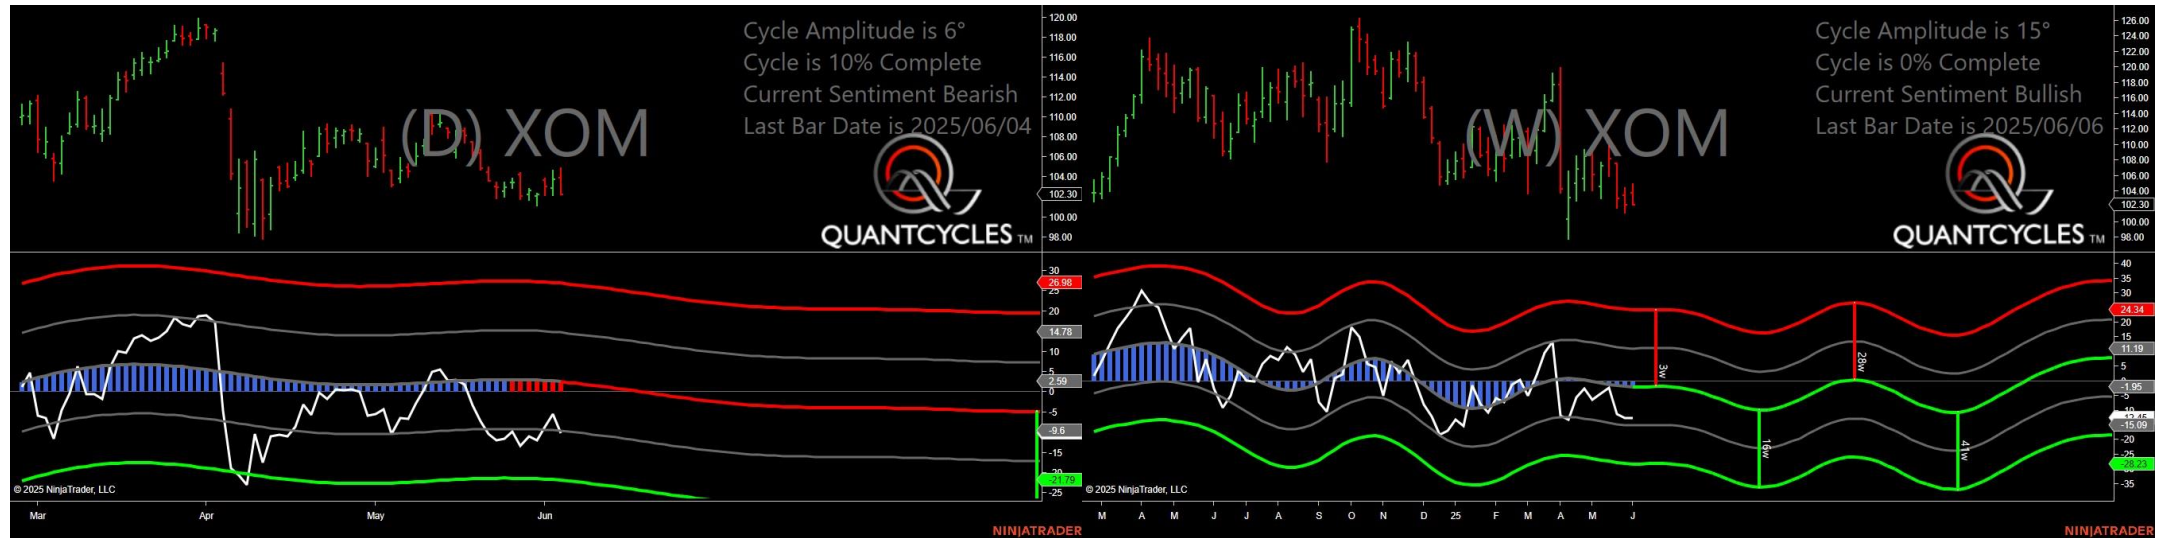 Cycle Amplitude is 6°
Cycle is 10% Complete
Current Sentiment Bearish
Last Bar Date is 2025/06/04
(D) XOM
QUANTCYCLES TM
120.00
118.00
116.00
114.00
112.00
110.00
108.00
106.00
104.00
102.30
100.00
98.00
30
26.98
25
20
14.78
10
5
2.59
0
-5
-9.6
-15
-20
-21.79
-25
© 2025 NinjaTrader, LLC
Mar Apr May Jun
NINJATRADER
Cycle Amplitude is 15°
Cycle is 0% Complete
Current Sentiment Bullish
Last Bar Date is 2025/06/06
(W) XOM
QUANTCYCLES TM
126.00
124.00
122.00
120.00
118.00
116.00
114.00
112.00
110.00
108.00
106.00
104.00
102.30
100.00
98.00
40
35
30
24.34
20
15
11.19
5
0
-1.95
-5
-10
-12.45
-15.09
-20
-25
-28.23
-35
3w
16w
28w
41w
© 2025 NinjaTrader, LLC
M A M J J A S O N D 25 F M A M J
NINJATRADER